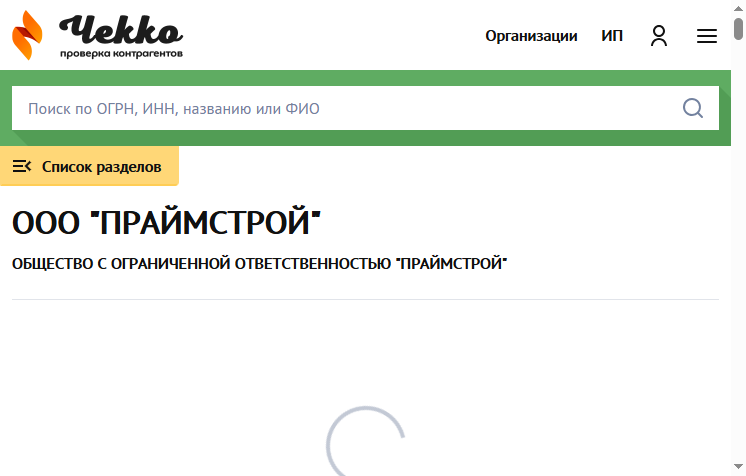 Чекко
проверка контрагентов
Организации
ИП
Поиск по ОГРН, ИНН, названию или ФИО
Список разделов
ООО "ПРАЙМСТРОЙ"
ОБЩЕСТВО С ОГРАНИЧЕННОЙ ОТВЕТСТВЕННОСТЬЮ "ПРАЙМСТРОЙ"